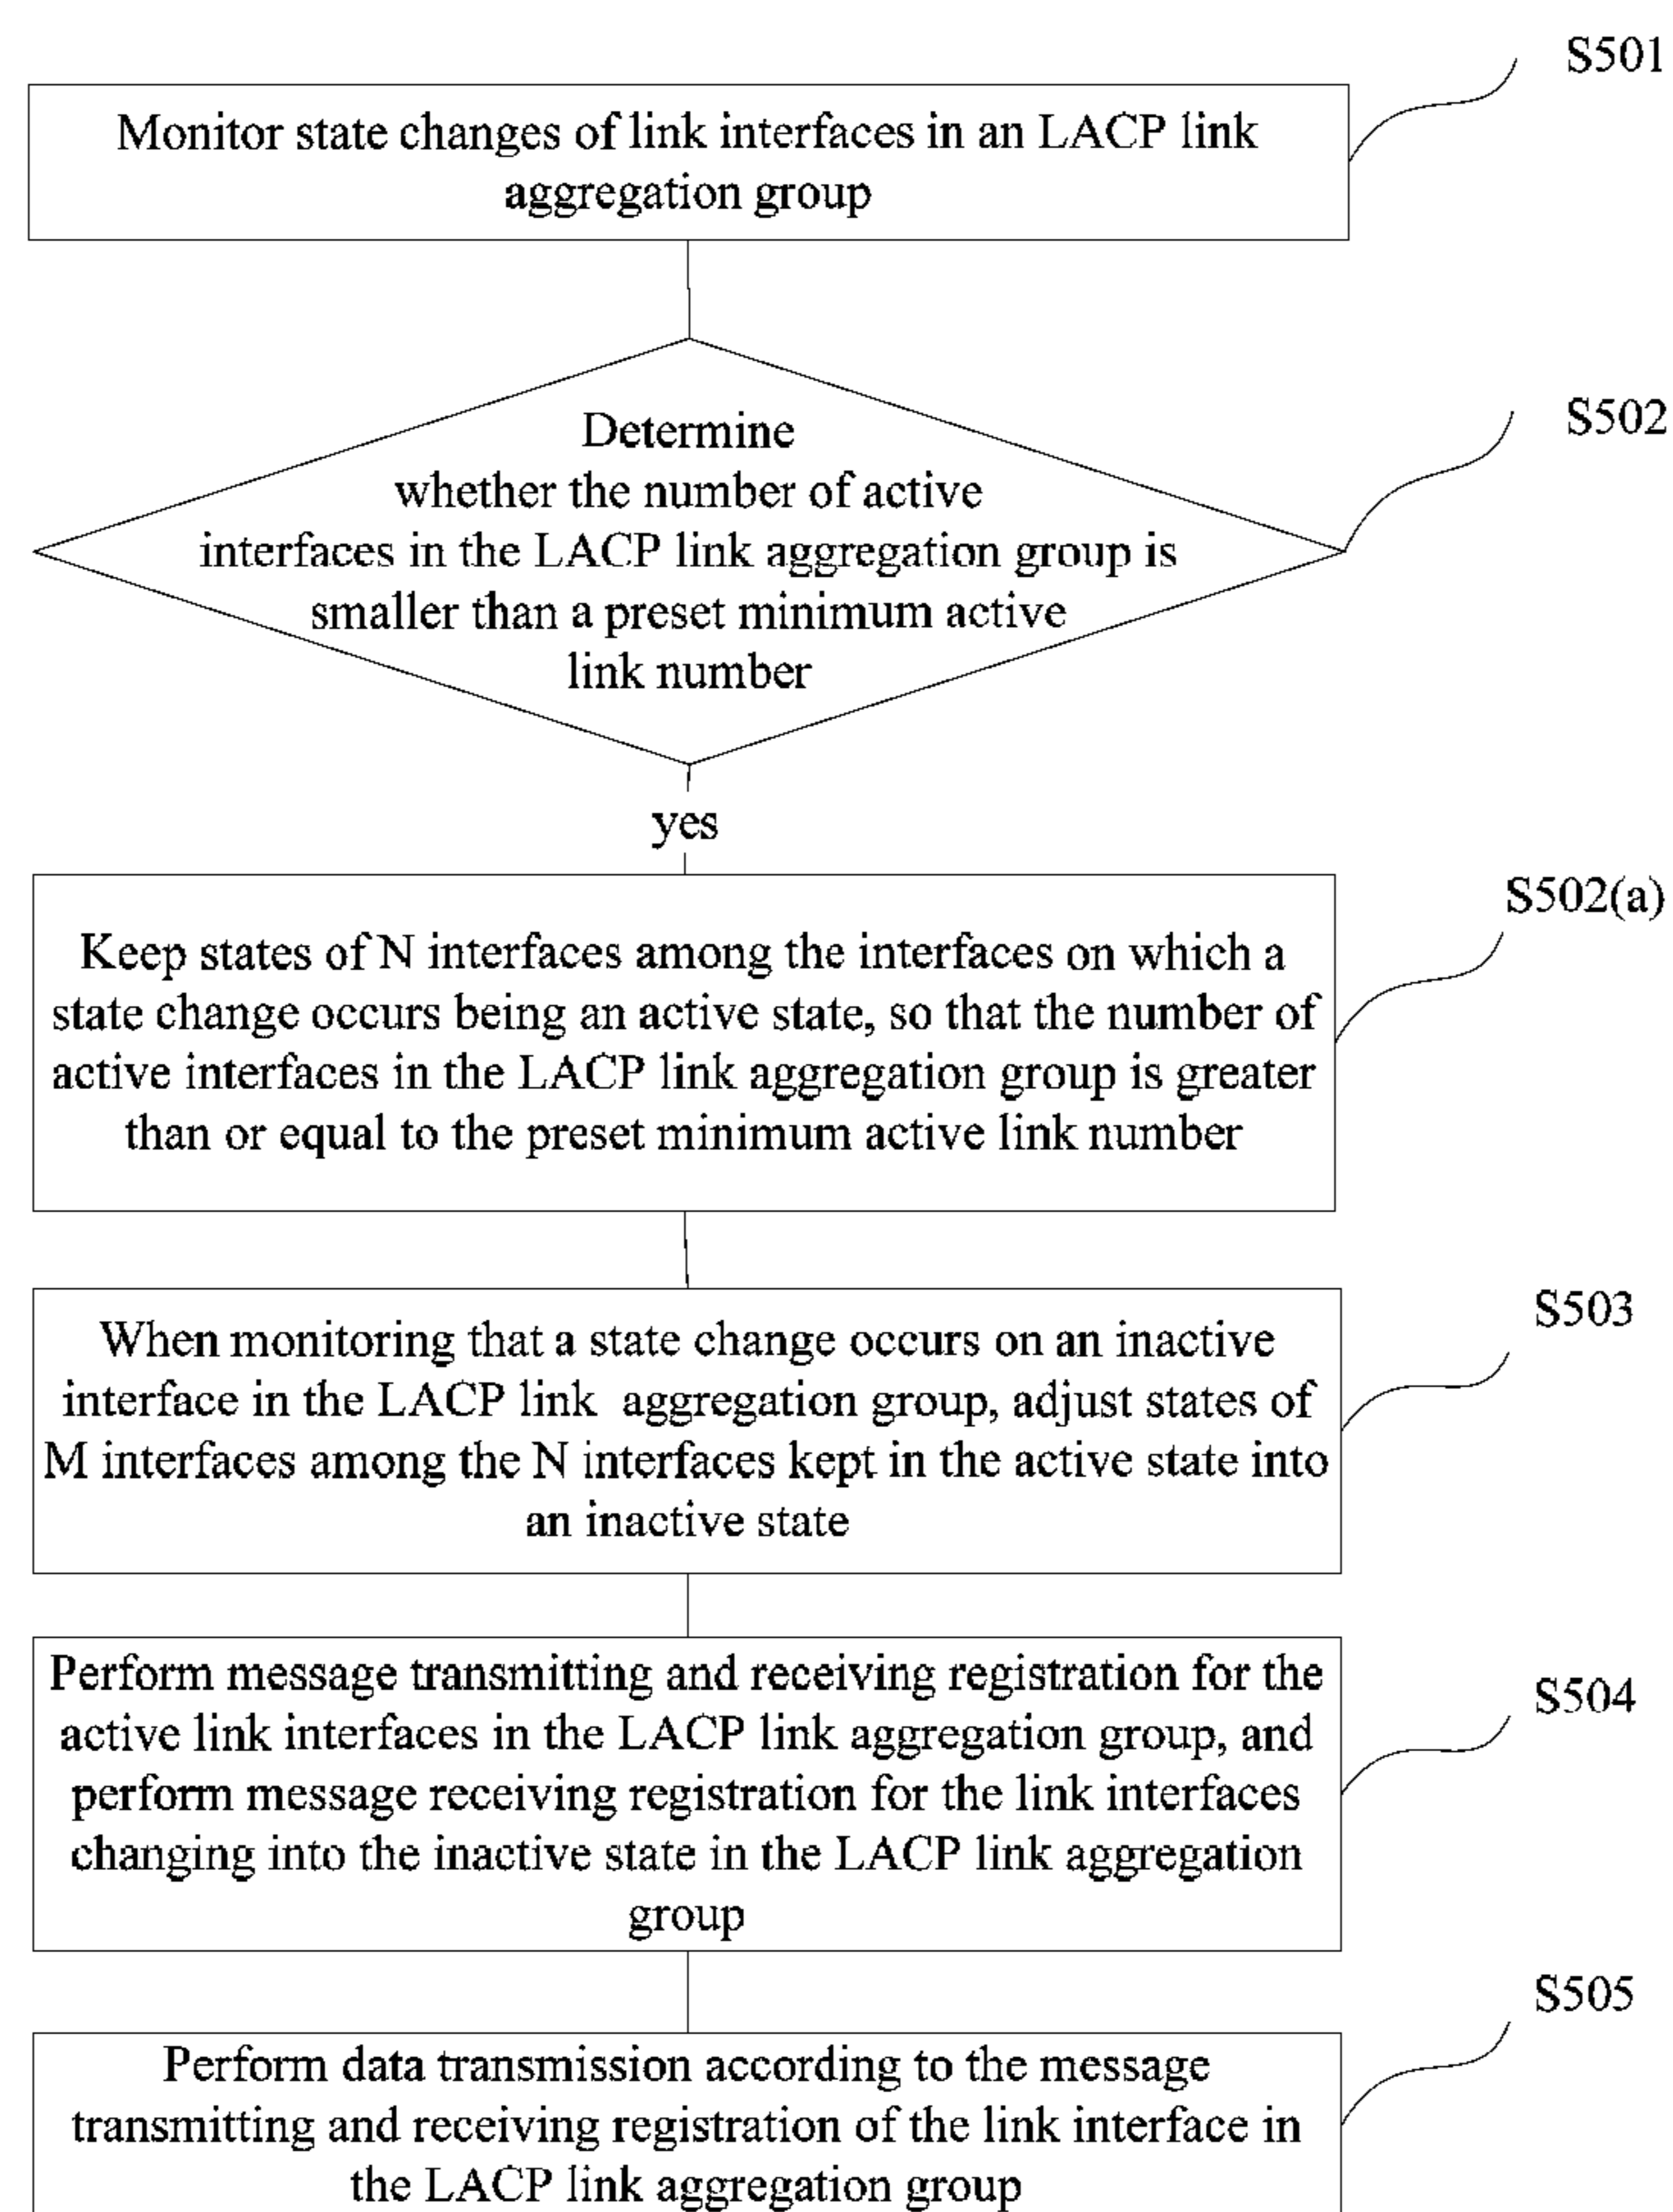 S501
Monitor state changes of link interfaces in an LACP link
aggregation group
S502
Determine
whether the number of active
interfaces in the LACP link aggregation group is
smaller than a preset minimum active
link number
yes
S502(a)
Keep states of N interfaces among the interfaces on which a
state change occurs being an active state, so that the number of
active interfaces in the LACP link aggregation group is greater
than or equal to the preset minimum active link number
S503
When monitoring that a state change occurs on an inactive
interface in the LACP link aggregation group, adjust states of
M interfaces among the N interfaces kept in the active state into
an inactive state
S504
Perform message transmitting and receiving registration for the
active link interfaces in the LACP link aggregation group, and
perform message receiving registration for the link interfaces
changing into the inactive state in the LACP link aggregation
group
S505
Perform data transmission according to the message
transmitting and receiving registration of the link interface in
the LACP link aggregation group